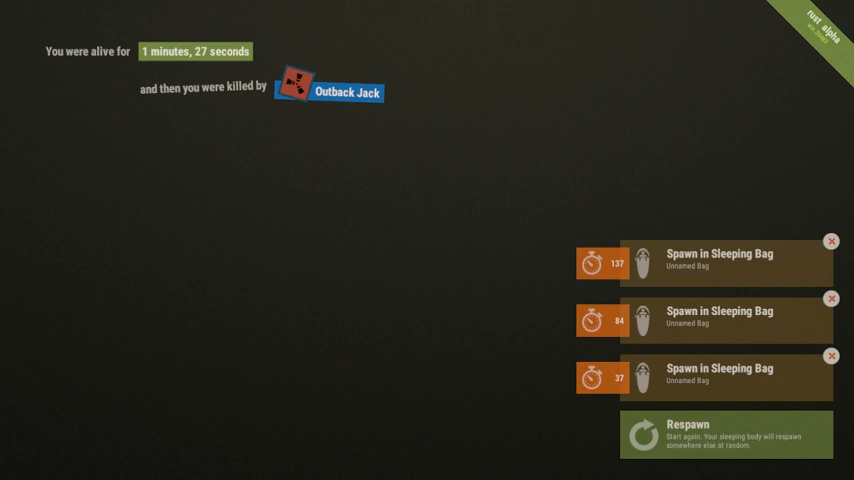 rust alpha
You were alive for 1 minutes, 27 seconds
and then you were killed by Outback Jack
137 Spawn in Sleeping Bag
Unnamed Bag
84 Spawn in Sleeping Bag
Unnamed Bag
37 Spawn in Sleeping Bag
Unnamed Bag
Respawn
Start again. Your sleeping body will respawn
somewhere else at random.